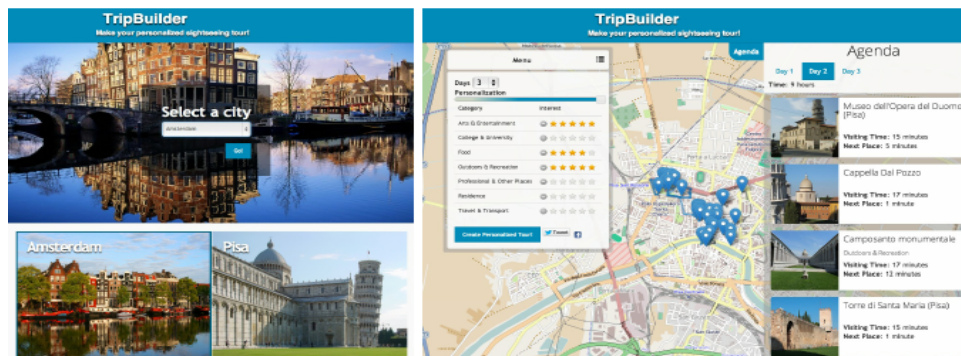 TripBuilder
Make your personalized sightseeing tour!
Select a city
Amsterdam
Go!
Amsterdam
Pisa
TripBuilder
Make your personalized sightseeing tour!
Menu
Days 3
Personalization
Category Interest
Arts & Entertainment
College & University
Food
Outdoors & Recreation
Professional & Other Places
Residence
Travel & Transport
Create Personalized Tour!
Tweet
Agenda
Agenda
Day 1 Day 2 Day 3
Time: 9 hours
Museo dell'Opera del Duomo
(Pisa)
Visiting Time: 15 minutes
Next Place: 5 minutes
Cappella Dal Pozzo
Visiting Time: 17 minutes
Next Place: 1 minute
Camposanto monumentale
Outdoors & Recreation
Visiting Time: 17 minutes
Next Place: 12 minutes
Torre di Santa Maria (Pisa)
Visiting Time: 15 minutes
Next Place: 1 minute